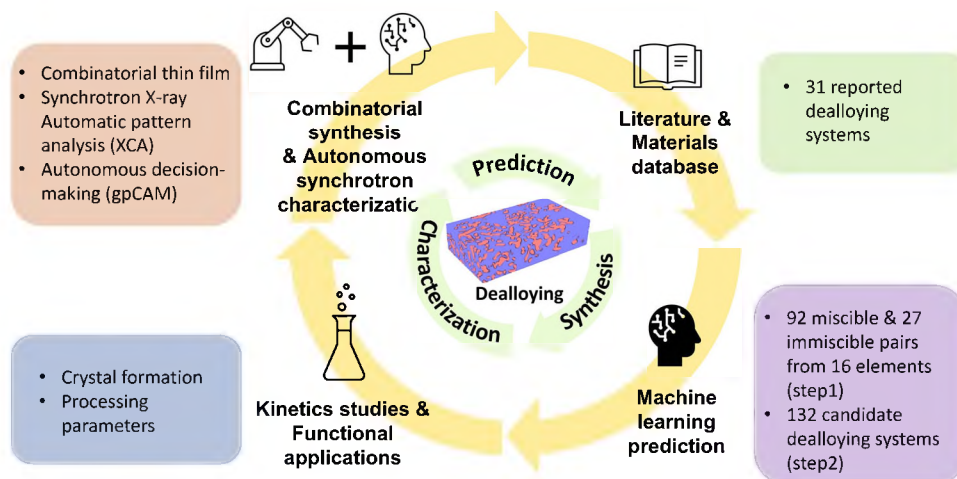 • Combinatorial thin film
• Synchrotron X-ray
Automatic pattern
analysis (XCA)
• Autonomous decision-
making (gpCAM)
+
Combinatorial
synthesis
& Autonomous
synchrotron
characterizatic
Literature &
Materials
database
• 31 reported
dealloying
systems
Prediction
Synthesis
Characterization
Dealloying
• Crystal formation
• Processing
parameters
Kinetics studies &
Functional
applications
Machine
learning
prediction
• 92 miscible & 27
immiscible pairs
from 16 elements
(step1)
• 132 candidate
dealloying systems
(step2)